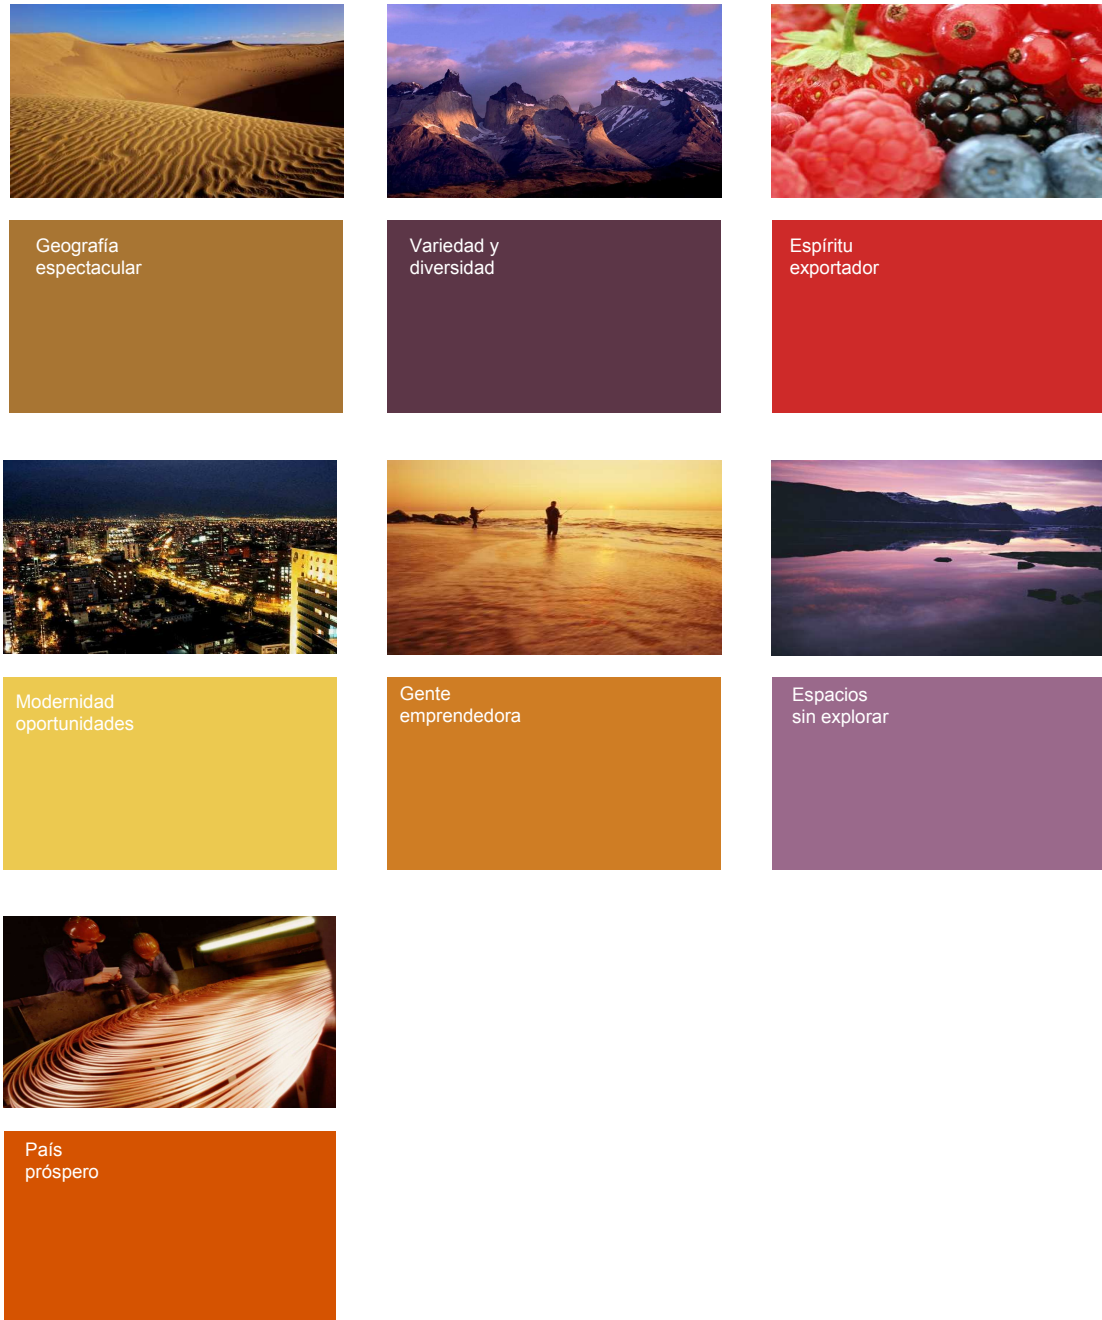 Geografía
espectacular
Variedad y
diversidad
Espíritu
exportador
Modernidad
oportunidades
Gente
emprendedora
Espacios
sin explorar
País
próspero